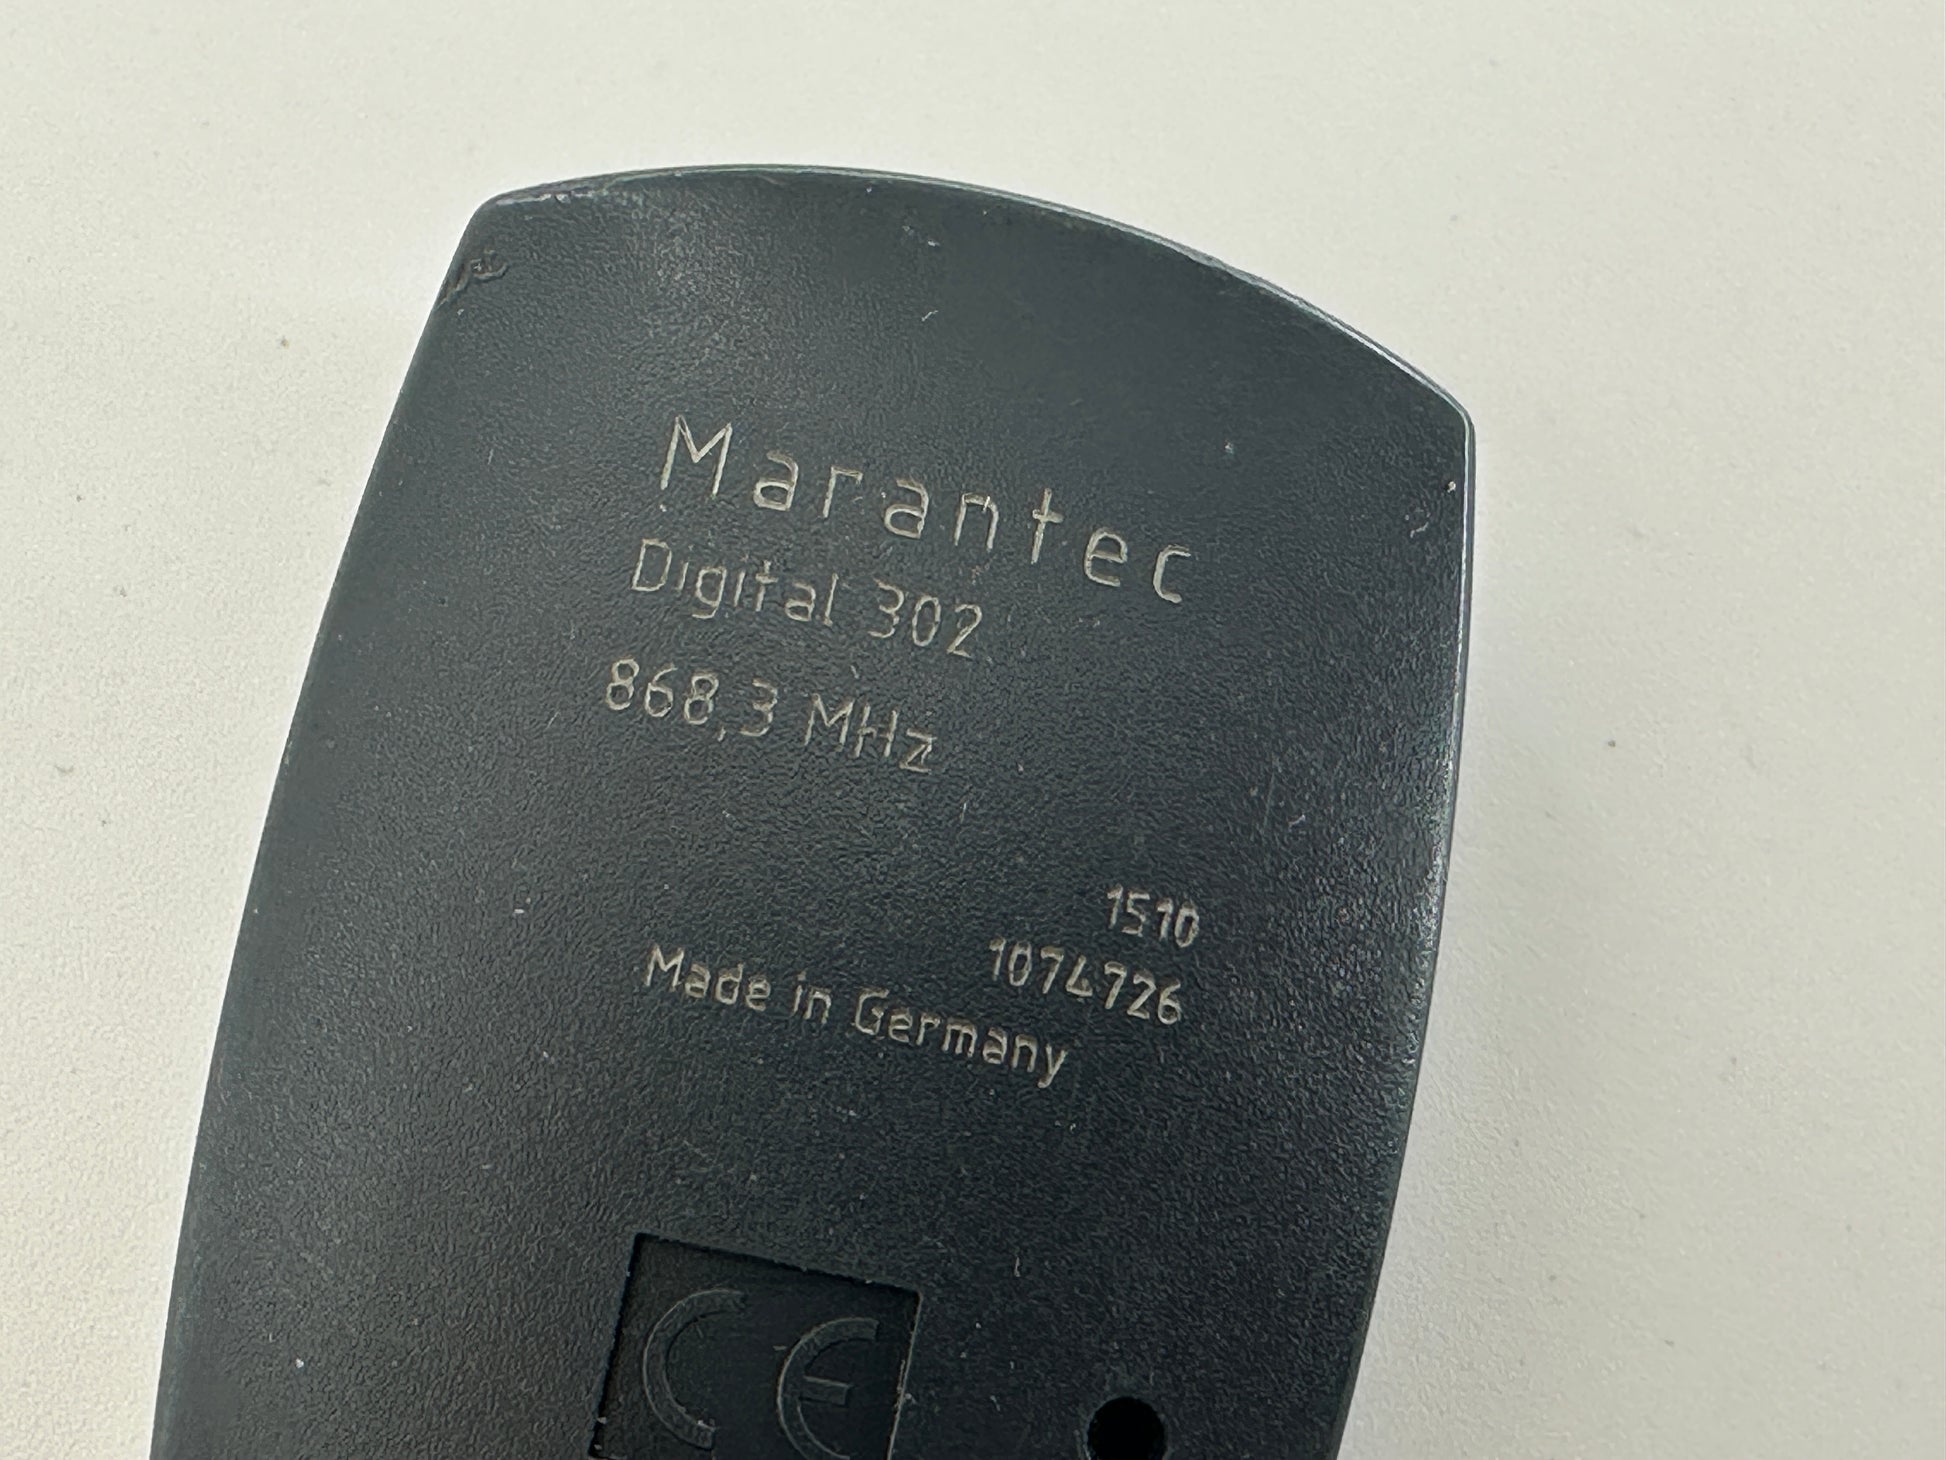 Marantec
Digital 302
868,3 MHz
1510
1074726
Made in Germany
CE